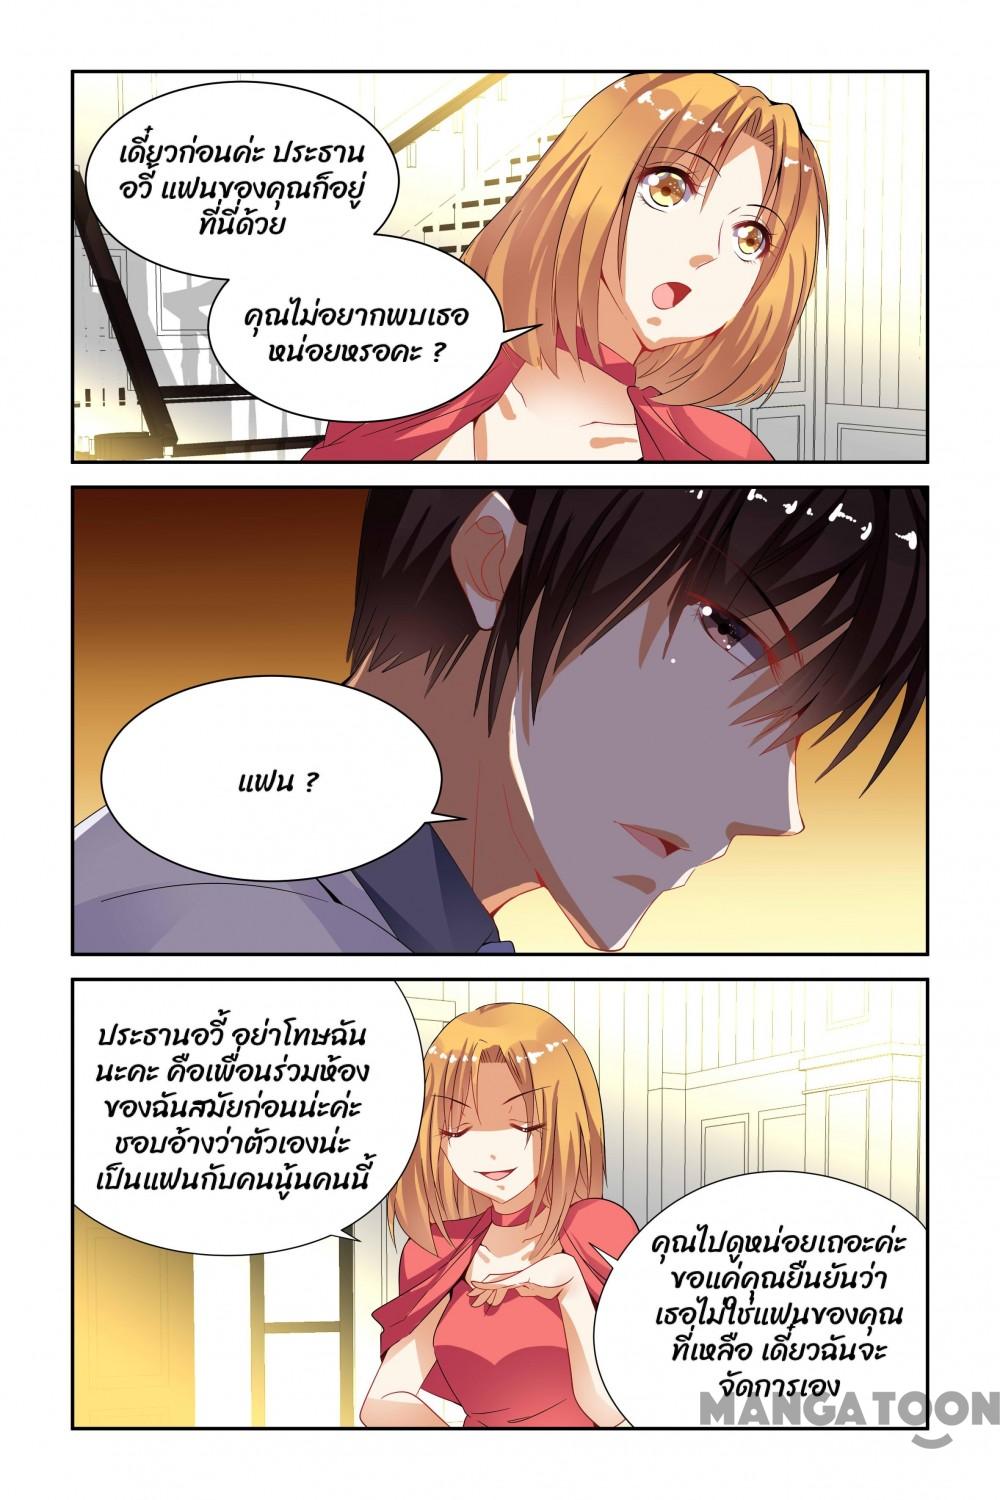 เดี๋ยวก่อนค่ะ ประธาน
อวี้ แฟนของคุณก็อยู่
ที่นี่ด้วย
คุณไม่อยากพบเธอ
หน่อยหรอคะ ?
แฟน ?
ประธานอวี้ อย่าโทษฉัน
นะคะ คือเพื่อนร่วมห้อง
ของฉันสมัยก่อนน่ะค่ะ
ชอบอ้างว่าตัวเองน่ะ
เป็นแฟนกับคนนู้นคนนี้
คุณไปดูหน่อยเถอะค่ะ
ขอแค่คุณยืนยันว่า
เธอไม่ใช่แฟนของคุณ
ที่เหลือ เดี๋ยวฉันจะ
จัดการเอง
MANGATOON